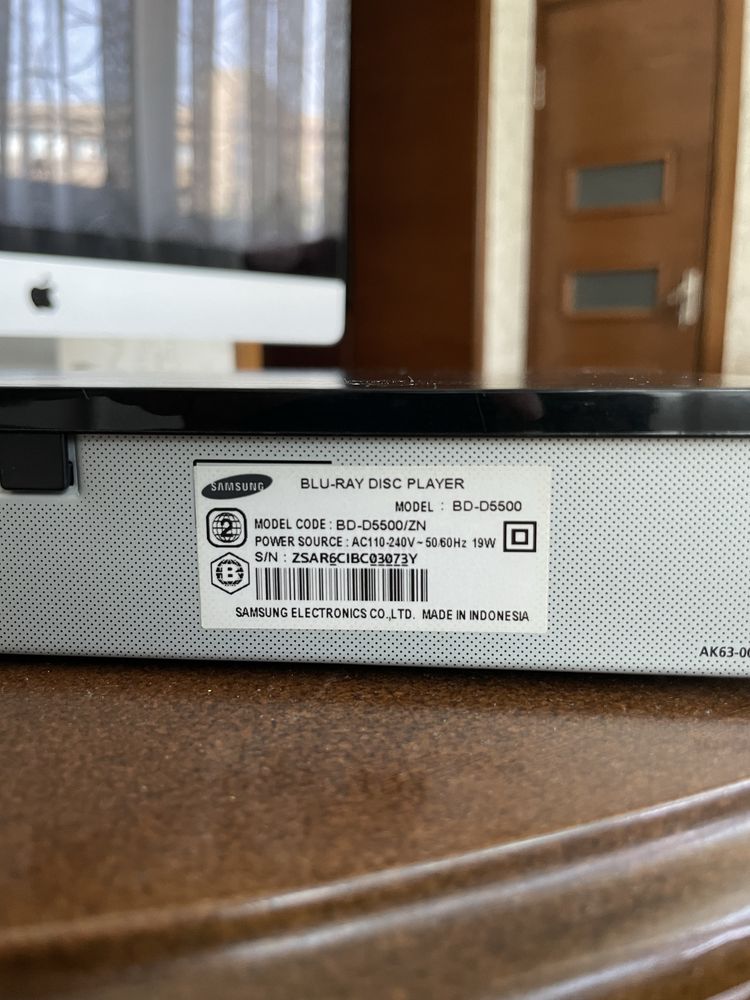 SAMSUNG
BLU-RAY DISC PLAYER
MODEL : BD-D5500
2
MODEL CODE : BD-D5500/ZN
POWER SOURCE : AC110-240V ~ 50/60Hz 19W
B
S/N : ZSAR6CIBC03073Y
SAMSUNG ELECTRONICS CO.,LTD. MADE IN INDONESIA
AK63-06